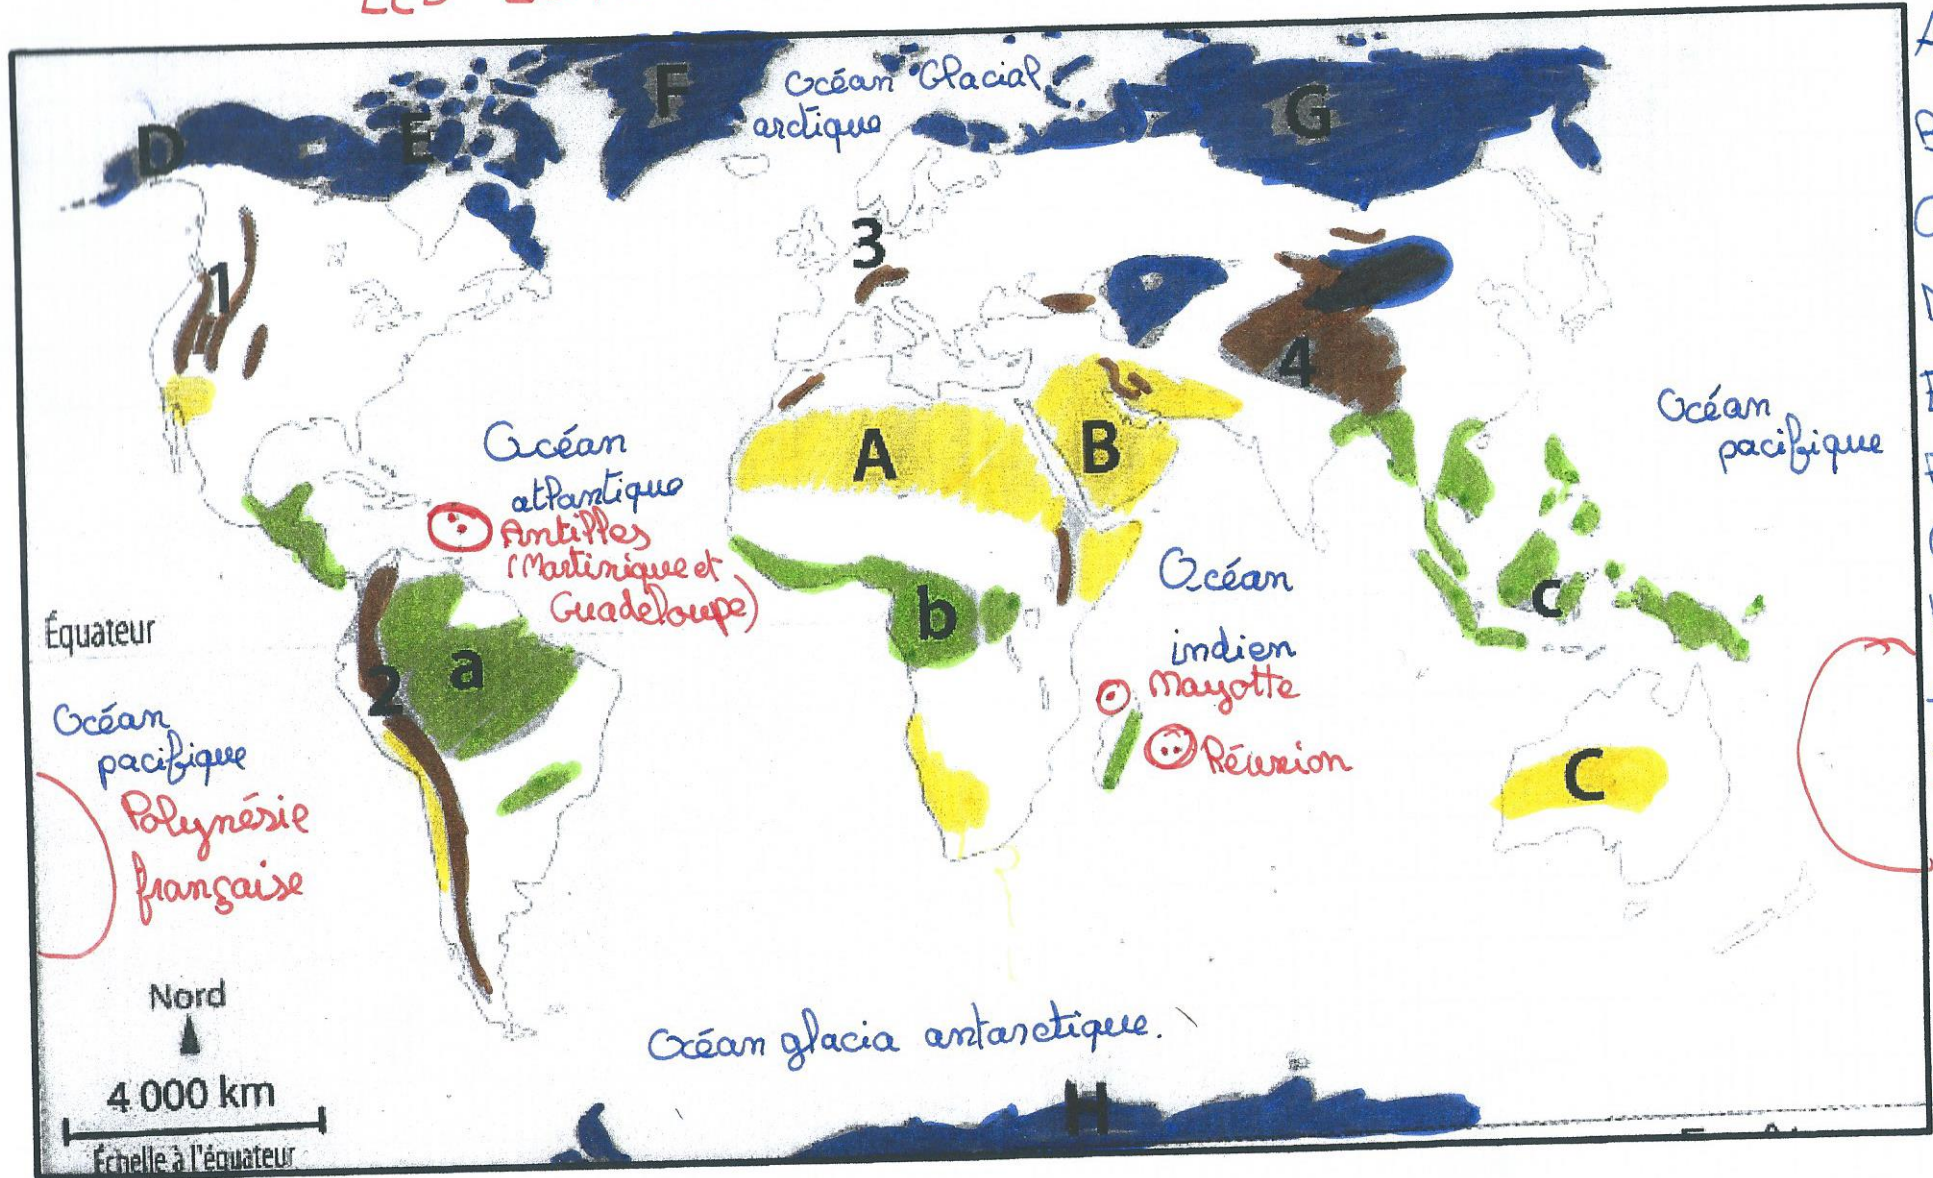 D
E
F
Océan Glacial
arctique
G
1
3
4
Océan
atlantique
Antilles
(Martinique et
Guadeloupe)
A
B
Océan
pacifique
Équateur
a
2
b
c
Océan
indien
Mayotte
Réunion
Océan
pacifique
Polynésie
française
C
Nord
4 000 km
Échelle à l'équateur
Océan glacia antarctique.
H